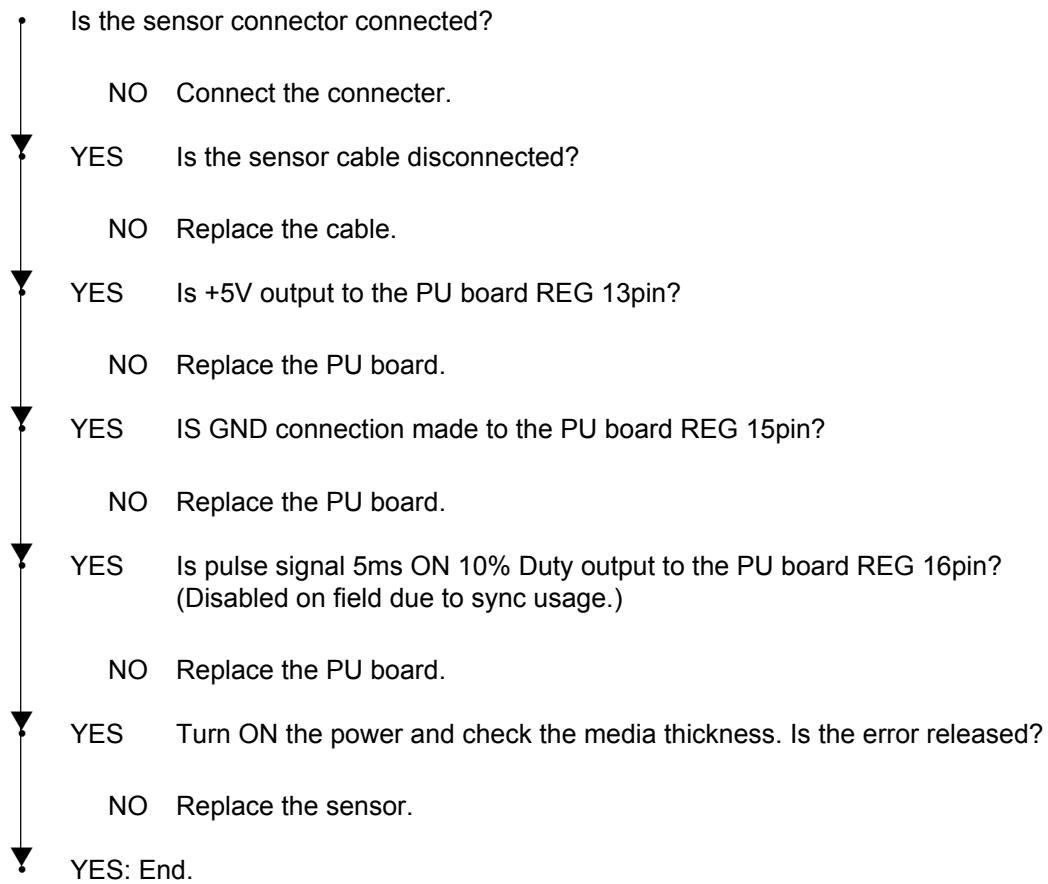 Is the sensor connector connected?
NO Connect the connecter.
YES Is the sensor cable disconnected?
NO Replace the cable.
YES Is +5V output to the PU board REG 13pin?
NO Replace the PU board.
YES IS GND connection made to the PU board REG 15pin?
NO Replace the PU board.
YES Is pulse signal 5ms ON 10% Duty output to the PU board REG 16pin?
(Disabled on field due to sync usage.)
NO Replace the PU board.
YES Turn ON the power and check the media thickness. Is the error released?
NO Replace the sensor.
YES: End.